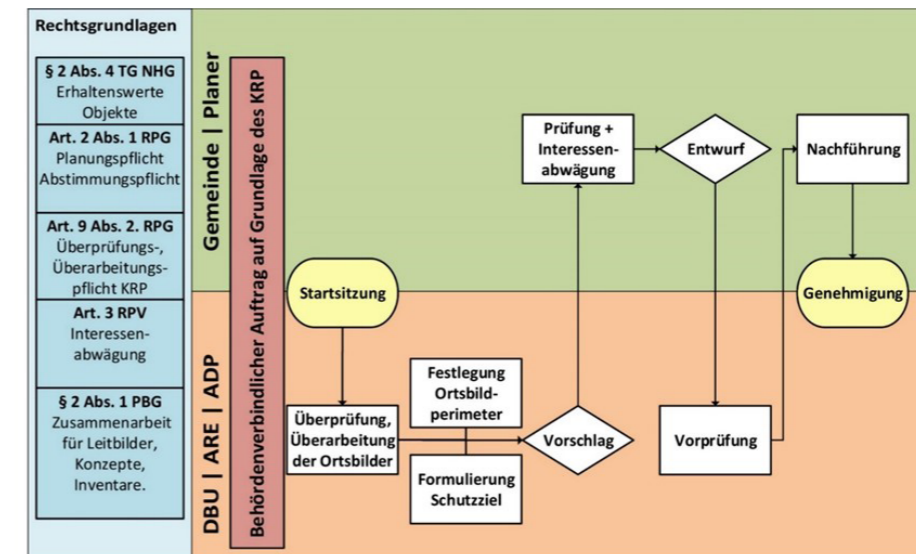 Rechtsgrundlagen
§ 2 Abs. 4 TG NHG
Erhaltenswerte
Objekte
Art. 2 Abs. 1 RPG
Planungspflicht
Abstimmungspflicht
Art. 9 Abs. 2. RPG
Überprüfungs-,
Überarbeitungs-
pflicht KRP
Art. 3 RPV
Interessen-
abwägung
§ 2 Abs. 1 PBG
Zusammenarbeit
für Leitbilder,
Konzepte,
Inventare.
Gemeinde | Planer
DBU | ARE | ADP
Behördenverbindlicher Auftrag auf Grundlage des KRP
Startsitzung
Überprüfung,
Überarbeitung
der Ortsbilder
Festlegung
Ortsbild-
perimeter
Formulierung
Schutzziel
Vorschlag
Prüfung +
Interessen-
abwägung
Entwurf
Vorprüfung
Nachführung
Genehmigung